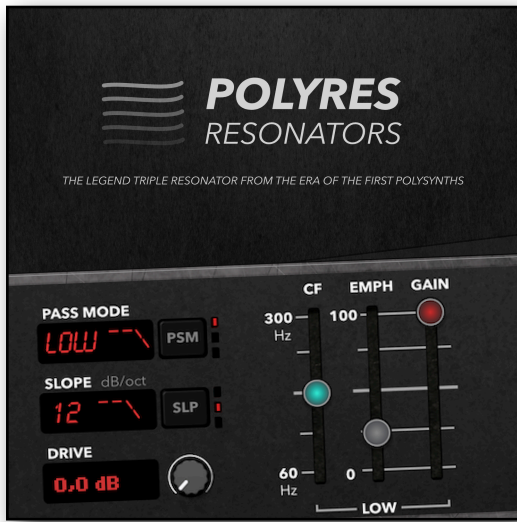 POLYRES
RESONATORS
THE LEGEND TRIPLE RESONATOR FROM THE ERA OF THE FIRST POLYSYNTHS
CF EMPH GAIN
PASS MODE
LOW
PSM
300
Hz
100
SLOPE dB/oct
12
SLP
DRIVE
0,0 dB
60
Hz
0
LOW